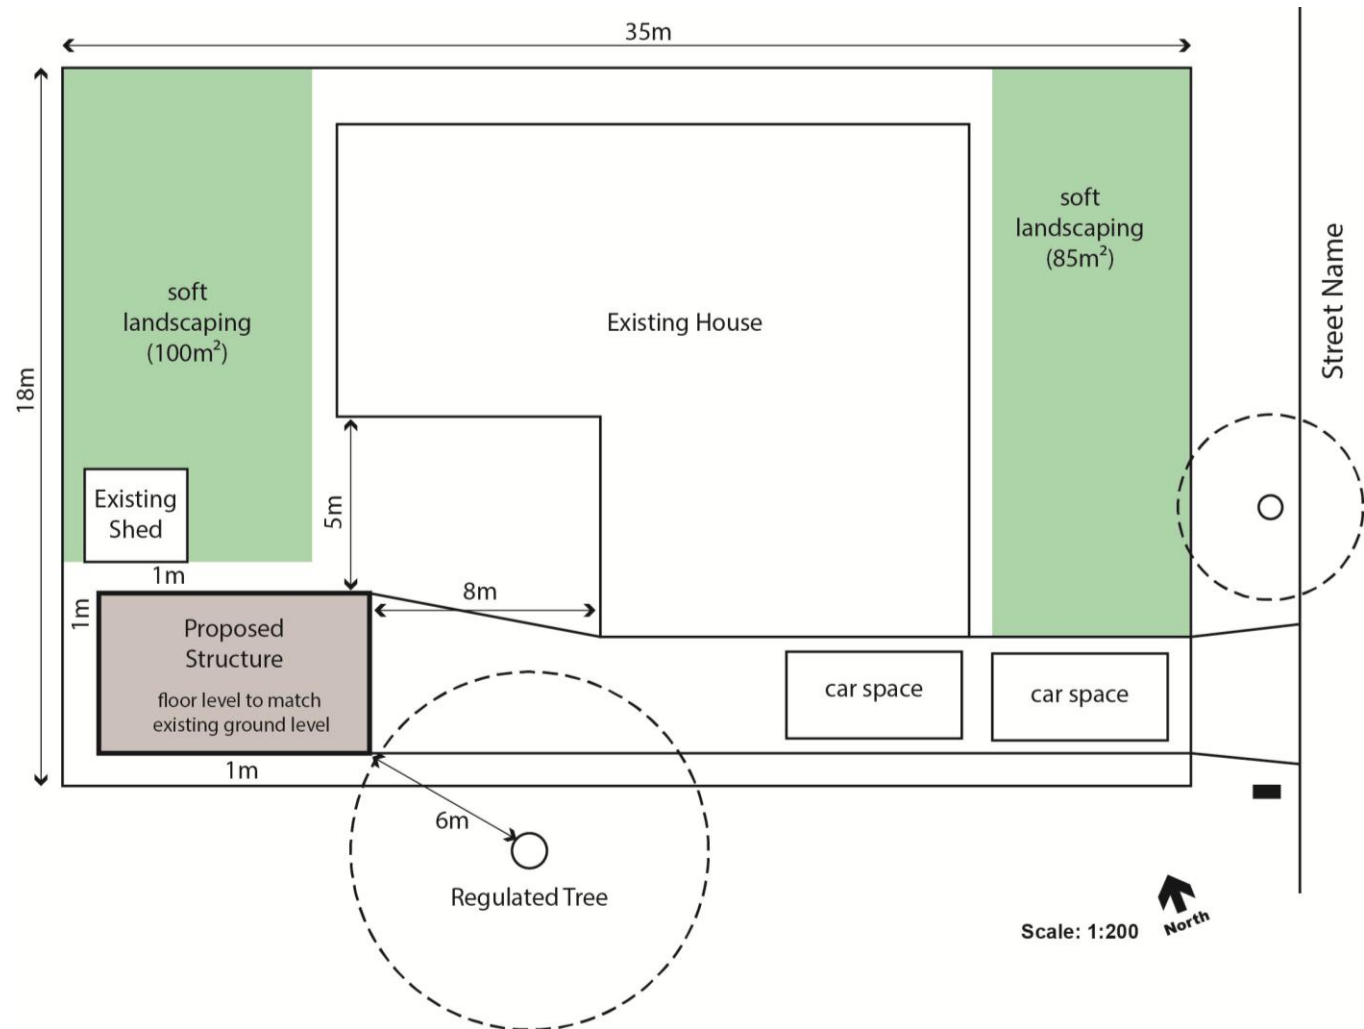 35m
18m
soft
landscaping
(100m²)
Existing House
soft
landscaping
(85m²)
Street Name
Existing
Shed
5m
1m
1m
8m
Proposed
Structure
floor level to match
existing ground level
car space
car space
1m
6m
Regulated Tree
Scale: 1:200
North